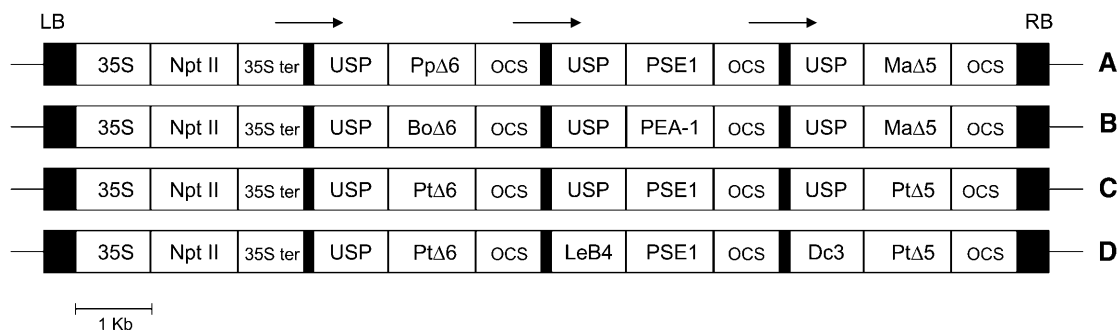 LB RB
35S Npt II 35S ter USP PpΔ6 OCS USP PSE1 OCS USP MaΔ5 OCS A
35S Npt II 35S ter USP BoΔ6 OCS USP PEA-1 OCS USP MaΔ5 OCS B
35S Npt II 35S ter USP PtΔ6 OCS USP PSE1 OCS USP PtΔ5 OCS C
35S Npt II 35S ter USP PtΔ6 OCS LeB4 PSE1 OCS Dc3 PtΔ5 OCS D
1 Kb